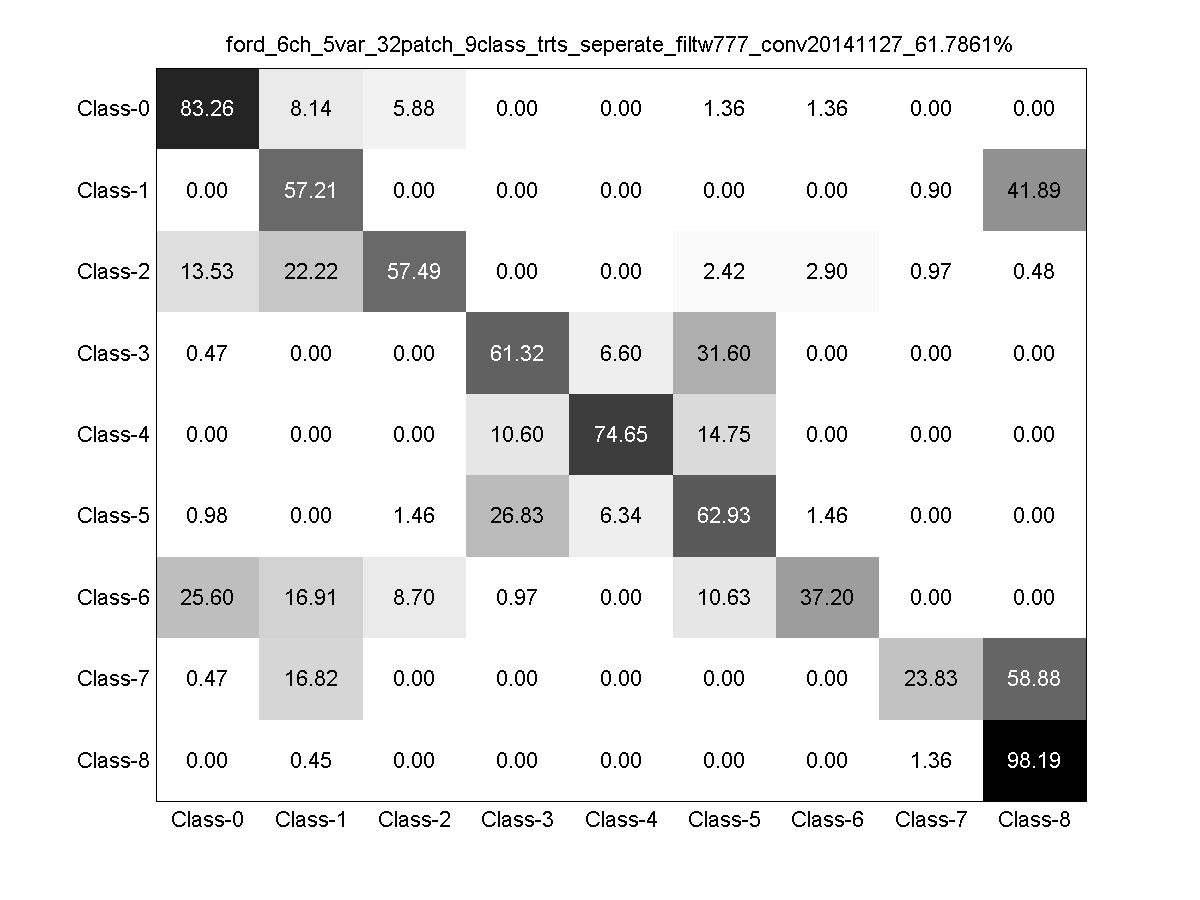 ford_6ch_5var_32patch_9class_trts_seperate_filtw777_conv20141127_61.7861%
Class-0 83.26 8.14 5.88 0.00 0.00 1.36 1.36 0.00 0.00
Class-1 0.00 57.21 0.00 0.00 0.00 0.00 0.00 0.90 41.89
Class-2 13.53 22.22 57.49 0.00 0.00 2.42 2.90 0.97 0.48
Class-3 0.47 0.00 0.00 61.32 6.60 31.60 0.00 0.00 0.00
Class-4 0.00 0.00 0.00 10.60 74.65 14.75 0.00 0.00 0.00
Class-5 0.98 0.00 1.46 26.83 6.34 62.93 1.46 0.00 0.00
Class-6 25.60 16.91 8.70 0.97 0.00 10.63 37.20 0.00 0.00
Class-7 0.47 16.82 0.00 0.00 0.00 0.00 0.00 23.83 58.88
Class-8 0.00 0.45 0.00 0.00 0.00 0.00 0.00 1.36 98.19
Class-0 Class-1 Class-2 Class-3 Class-4 Class-5 Class-6 Class-7 Class-8